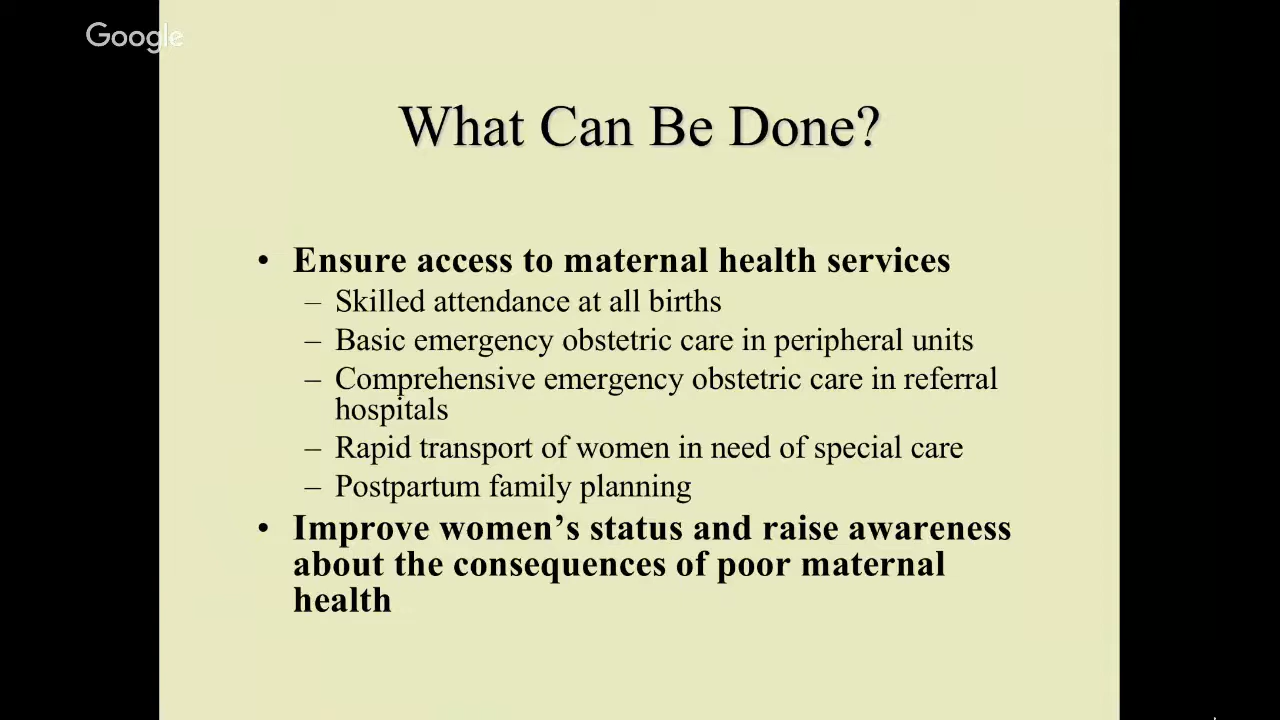 Google
What Can Be Done?
• Ensure access to maternal health services
– Skilled attendance at all births
– Basic emergency obstetric care in peripheral units
– Comprehensive emergency obstetric care in referral
hospitals
– Rapid transport of women in need of special care
– Postpartum family planning
• Improve women’s status and raise awareness
about the consequences of poor maternal
health